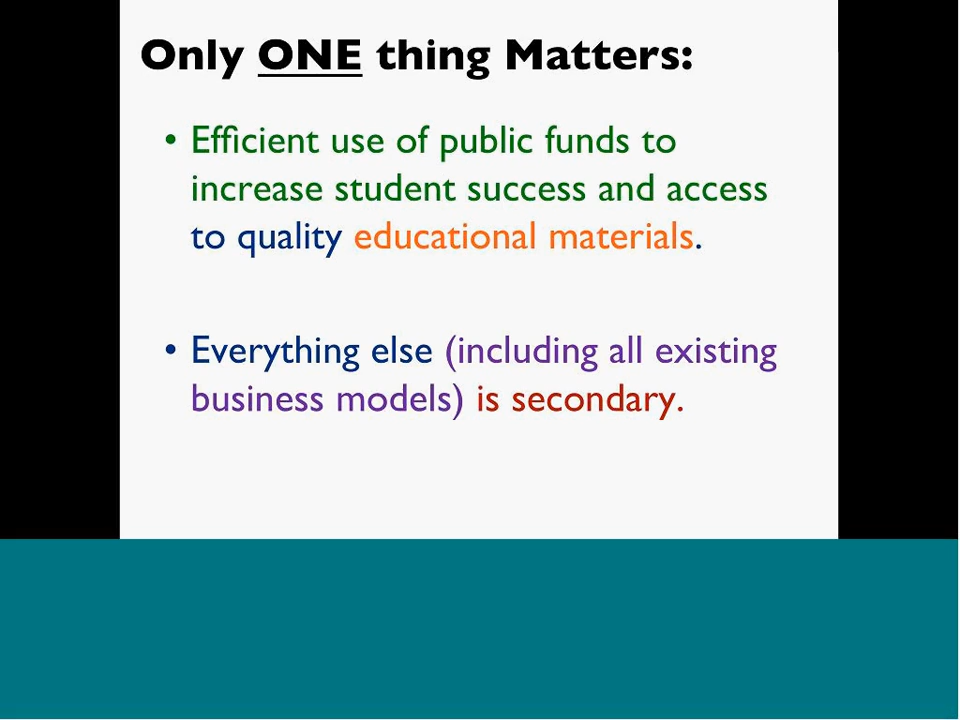 Only ONE thing Matters:
• Efficient use of public funds to
increase student success and access
to quality educational materials.
• Everything else (including all existing
business models) is secondary.